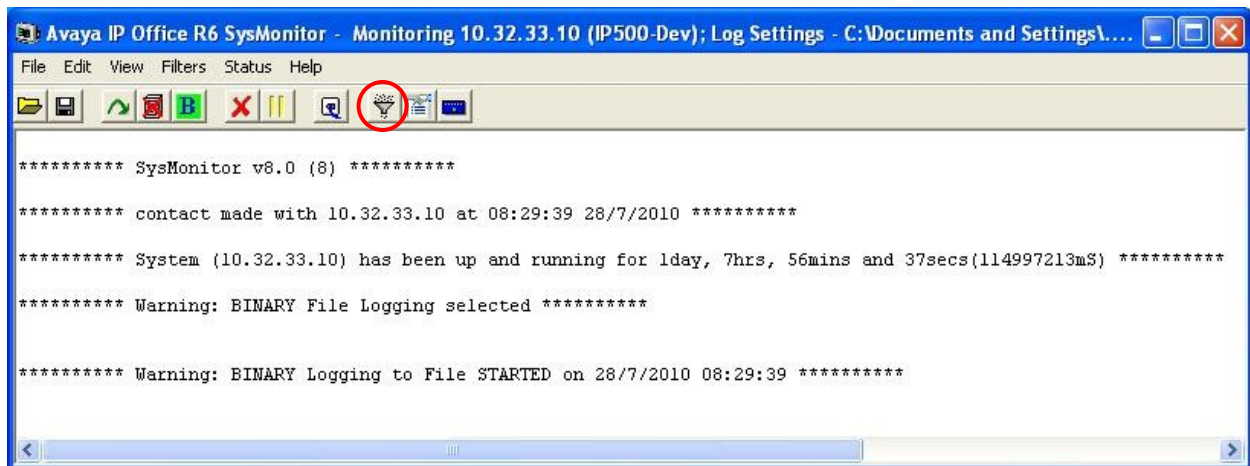 Avaya IP Office R6 SysMonitor - Monitoring 10.32.33.10 (IP500-Dev); Log Settings - C:\Documents and Settings\....
File Edit View Filters Status Help
B
********** SysMonitor v8.0 (8) **********
********** contact made with 10.32.33.10 at 08:29:39 28/7/2010 **********
********** System (10.32.33.10) has been up and running for 1day, 7hrs, 56mins and 37secs(114997213mS) **********
********** Warning: BINARY File Logging selected **********
********** Warning: BINARY Logging to File STARTED on 28/7/2010 08:29:39 **********